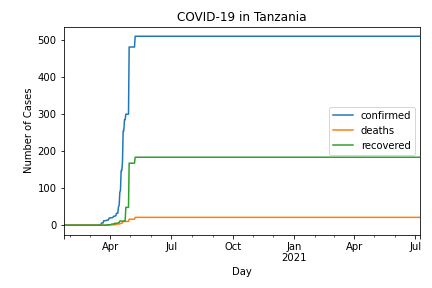 COVID-19 in Tanzania
Number of Cases
500
400
300
200
100
0
confirmed
deaths
recovered
Apr
Jul
Oct
Jan
2021
Apr
Jul
Day